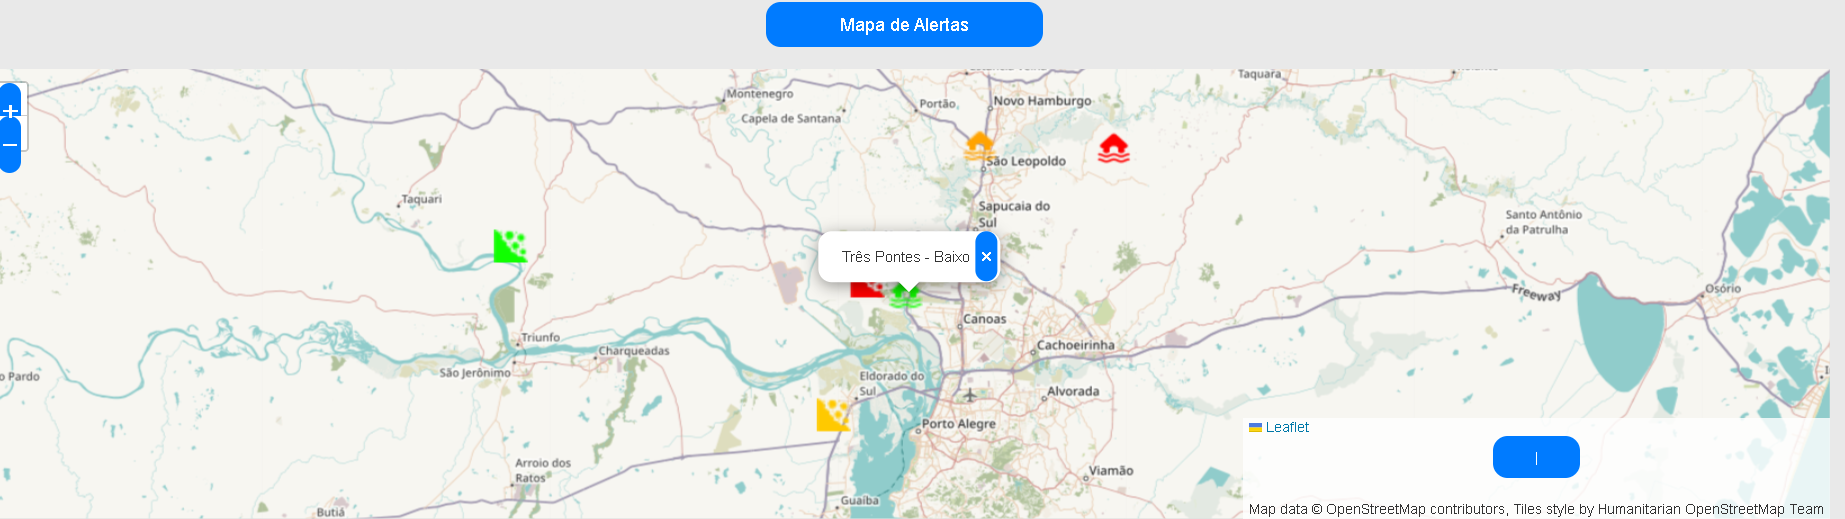 Mapa de Alertas
Taquara
Montenegro
Portão
Novo Hamburgo
Capela de Santana
São Leopoldo
Taquari
Sapucaia do
Sul
Santo Antônio
da Patrulha
Três Pontes - Baixo ×
+
−
Freeway
Osório
Canoas
Triunfo
Cachoeirinha
Charqueadas
São Jerônimo
o Pardo
Eldorado do
Sul
Alvorada
Porto Alegre
Leaflet
|
Arroio dos
Ratos
Viamão
Guaíba
Butiá
Map data © OpenStreetMap contributors, Tiles style by Humanitarian OpenStreetMap Team